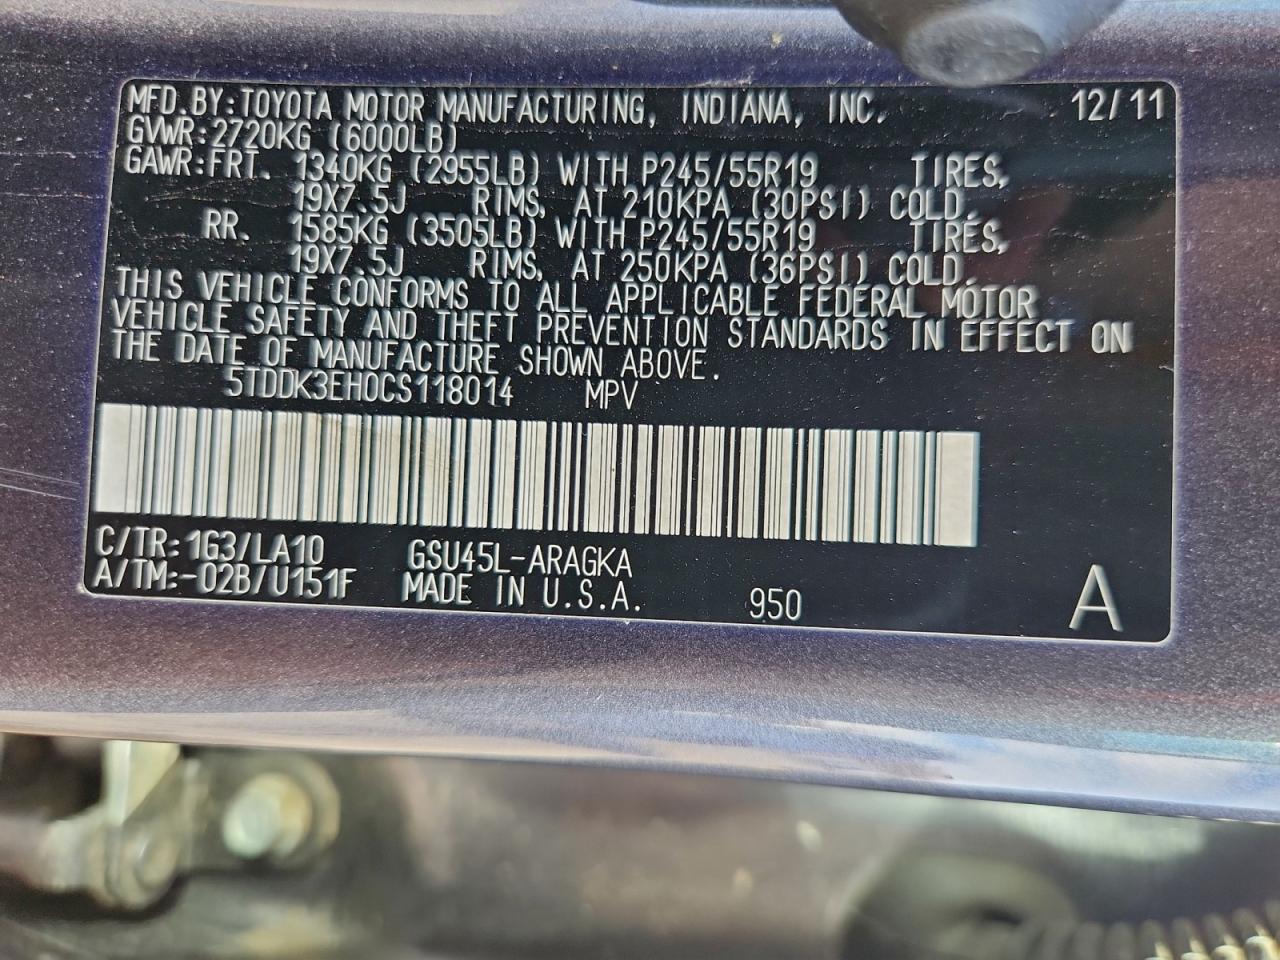 MFD. BY: TOYOTA MOTOR MANUFACTURING, INDIANA, INC. 12/11
GVWR: 2720KG (6000LB)
GAWR: FRT. 1340KG (2955LB) WITH P245/55R19 TIRES,
19X7.5J RIMS, AT 210KPA (30PSI) COLD.
RR. 1585KG (3505LB) WITH P245/55R19 TIRES,
19X7.5J RIMS, AT 250KPA (36PSI) COLD.
THIS VEHICLE CONFORMS TO ALL APPLICABLE FEDERAL MOTOR
VEHICLE SAFETY AND THEFT PREVENTION STANDARDS IN EFFECT ON
THE DATE OF MANUFACTURE SHOWN ABOVE.
5TDDK3EH0CS118014 MPV
C/TR: 1G3/LA10 GSU45L-ARAGKA
A/TM: -02B/U151F MADE IN U.S.A. 950 A